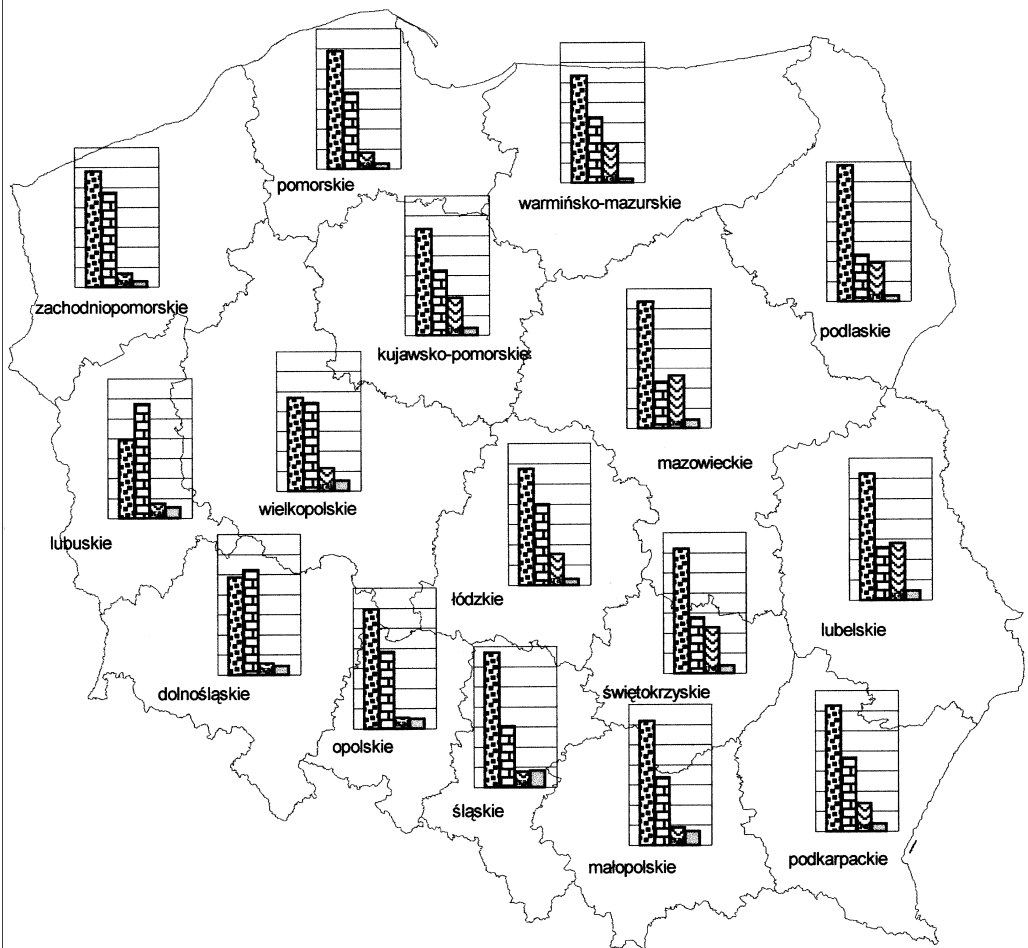 pomorskie
warmińsko-mazurskie
zachodniopomorskie
podlaskie
kujawsko-pomorskie
mazowieckie
wielkopolskie
lubuskie
łódzkie
lubelskie
dolnośląskie
świętokrzyskie
opolskie
śląskie
małopolskie
podkarpackie